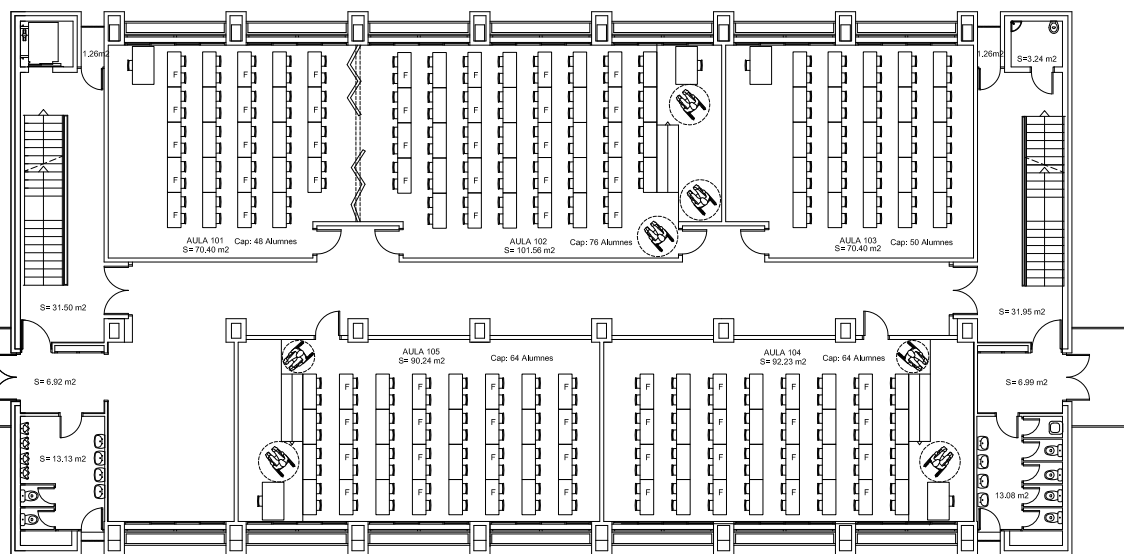 1.26m2
1.26m2
S=3.24 m2
F F F F F F F F F
F F F F F F F F F
F F F F F F F F F
F F F F F F F F F
F F F F F F F
AULA 101 Cap: 48 Alumnes
S= 70.40 m2
AULA 102 Cap: 76 Alumnes
S= 101.56 m2
AULA 103 Cap: 50 Alumnes
S= 70.40 m2
S= 31.50 m2
S= 31.95 m2
AULA 105 Cap: 64 Alumnes
S= 90.24 m2
AULA 104 Cap: 64 Alumnes
S= 92.23 m2
S= 6.92 m2
S= 6.99 m2
F F F F F F F F
F F F F F F F F
F F F F F F F F
F F F F F F F F
S= 13.13 m2
13.08 m2